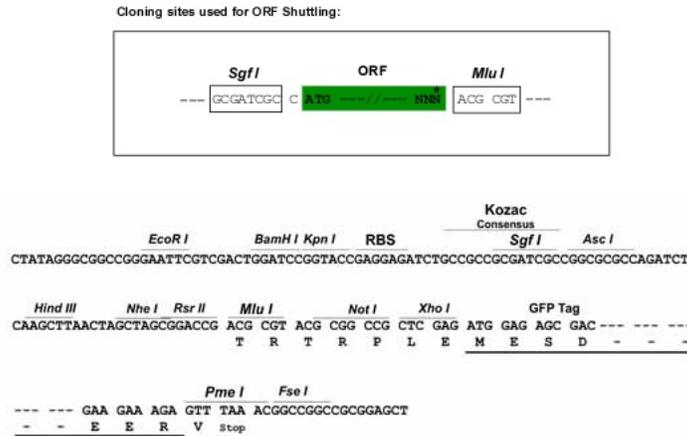 Cloning sites used for ORF Shuttling:
Sgf I ORF Mlu I
--- GCGATCGC C ATG ---//--- NNN* ACG CGT ---
Kozac
Consensus
EcoR I BamH I Kpn I RBS Sgf I Asc I
CTATAGGGCGGCCGGGAATTCGTCGACTGGATCCGGTACCGAGGAGATCTGCCGCCGCGATCGCCGGCGCGCCAGATCT
Hind III Nhe I Rsr II Mlu I Not I Xho I GFP Tag
CAAGCTTAACTAGCTAGCGGACCG ACG CGT ACG CGG CCG CTC GAG ATG GAG AGC GAC --- --- ---
T R T R P L E M E S D - - -
Pme I Fse I
--- --- GAA GAA AGA GTT TAA ACGGCCGGCCGCGGAGCT
- - E E R V Stop